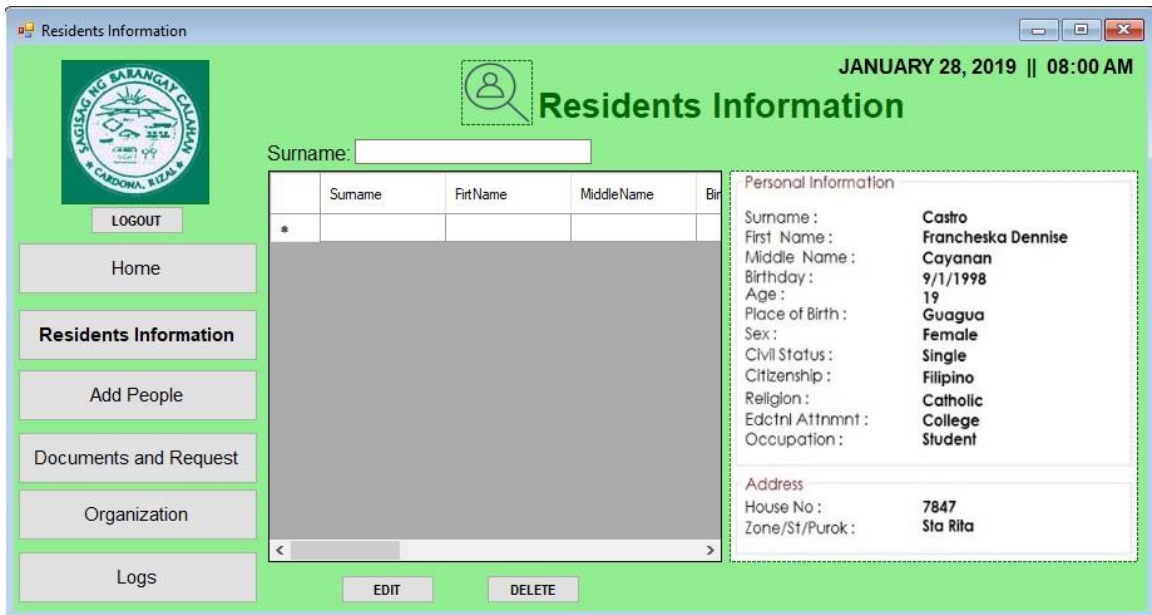 Residents Information
SAGISAG NG BARANGAY CALAHAN
* CARDONA, RIZAL *
JANUARY 28, 2019 || 08:00 AM
Residents Information
Surname:
LOGOUT
Home
Residents Information
Add People
Documents and Request
Organization
Logs
Surname FirtName MiddleName Bir
*
EDIT DELETE
Personal Information
Surname : Castro
First Name : Francheska Dennise
Middle Name : Cayanan
Birthday : 9/1/1998
Age : 19
Place of Birth : Guagua
Sex : Female
Civil Status : Single
Citizenship : Filipino
Religion : Catholic
Edctnl Attnmnt : College
Occupation : Student
Address
House No : 7847
Zone/St/Purok : Sta Rita